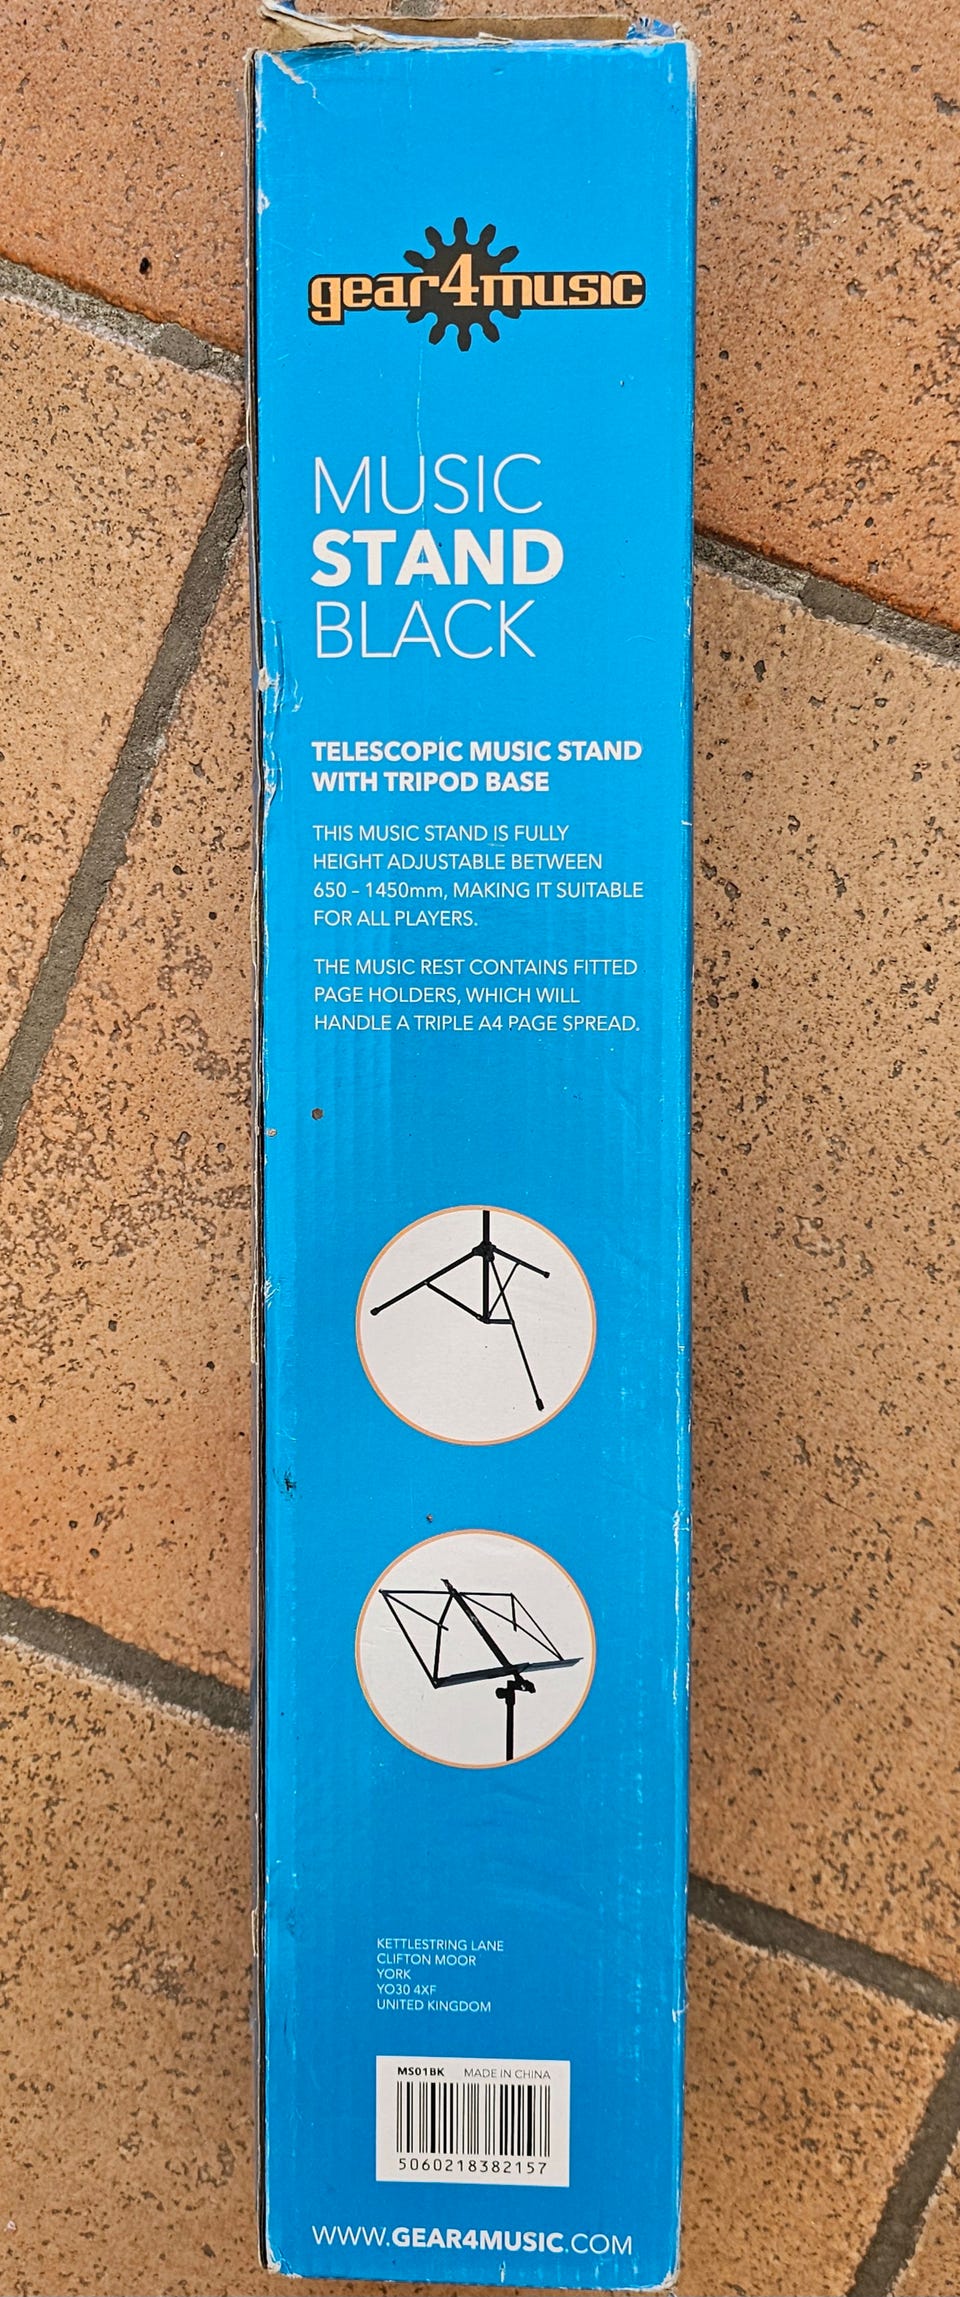 gear4music
MUSIC
STAND
BLACK
TELESCOPIC MUSIC STAND
WITH TRIPOD BASE
THIS MUSIC STAND IS FULLY
HEIGHT ADJUSTABLE BETWEEN
650 – 1450mm, MAKING IT SUITABLE
FOR ALL PLAYERS.
THE MUSIC REST CONTAINS FITTED
PAGE HOLDERS, WHICH WILL
HANDLE A TRIPLE A4 PAGE SPREAD.
KETTLESTRING LANE
CLIFTON MOOR
YORK
YO30 4XF
UNITED KINGDOM
MS01BK MADE IN CHINA
5060218382157
WWW.GEAR4MUSIC.COM